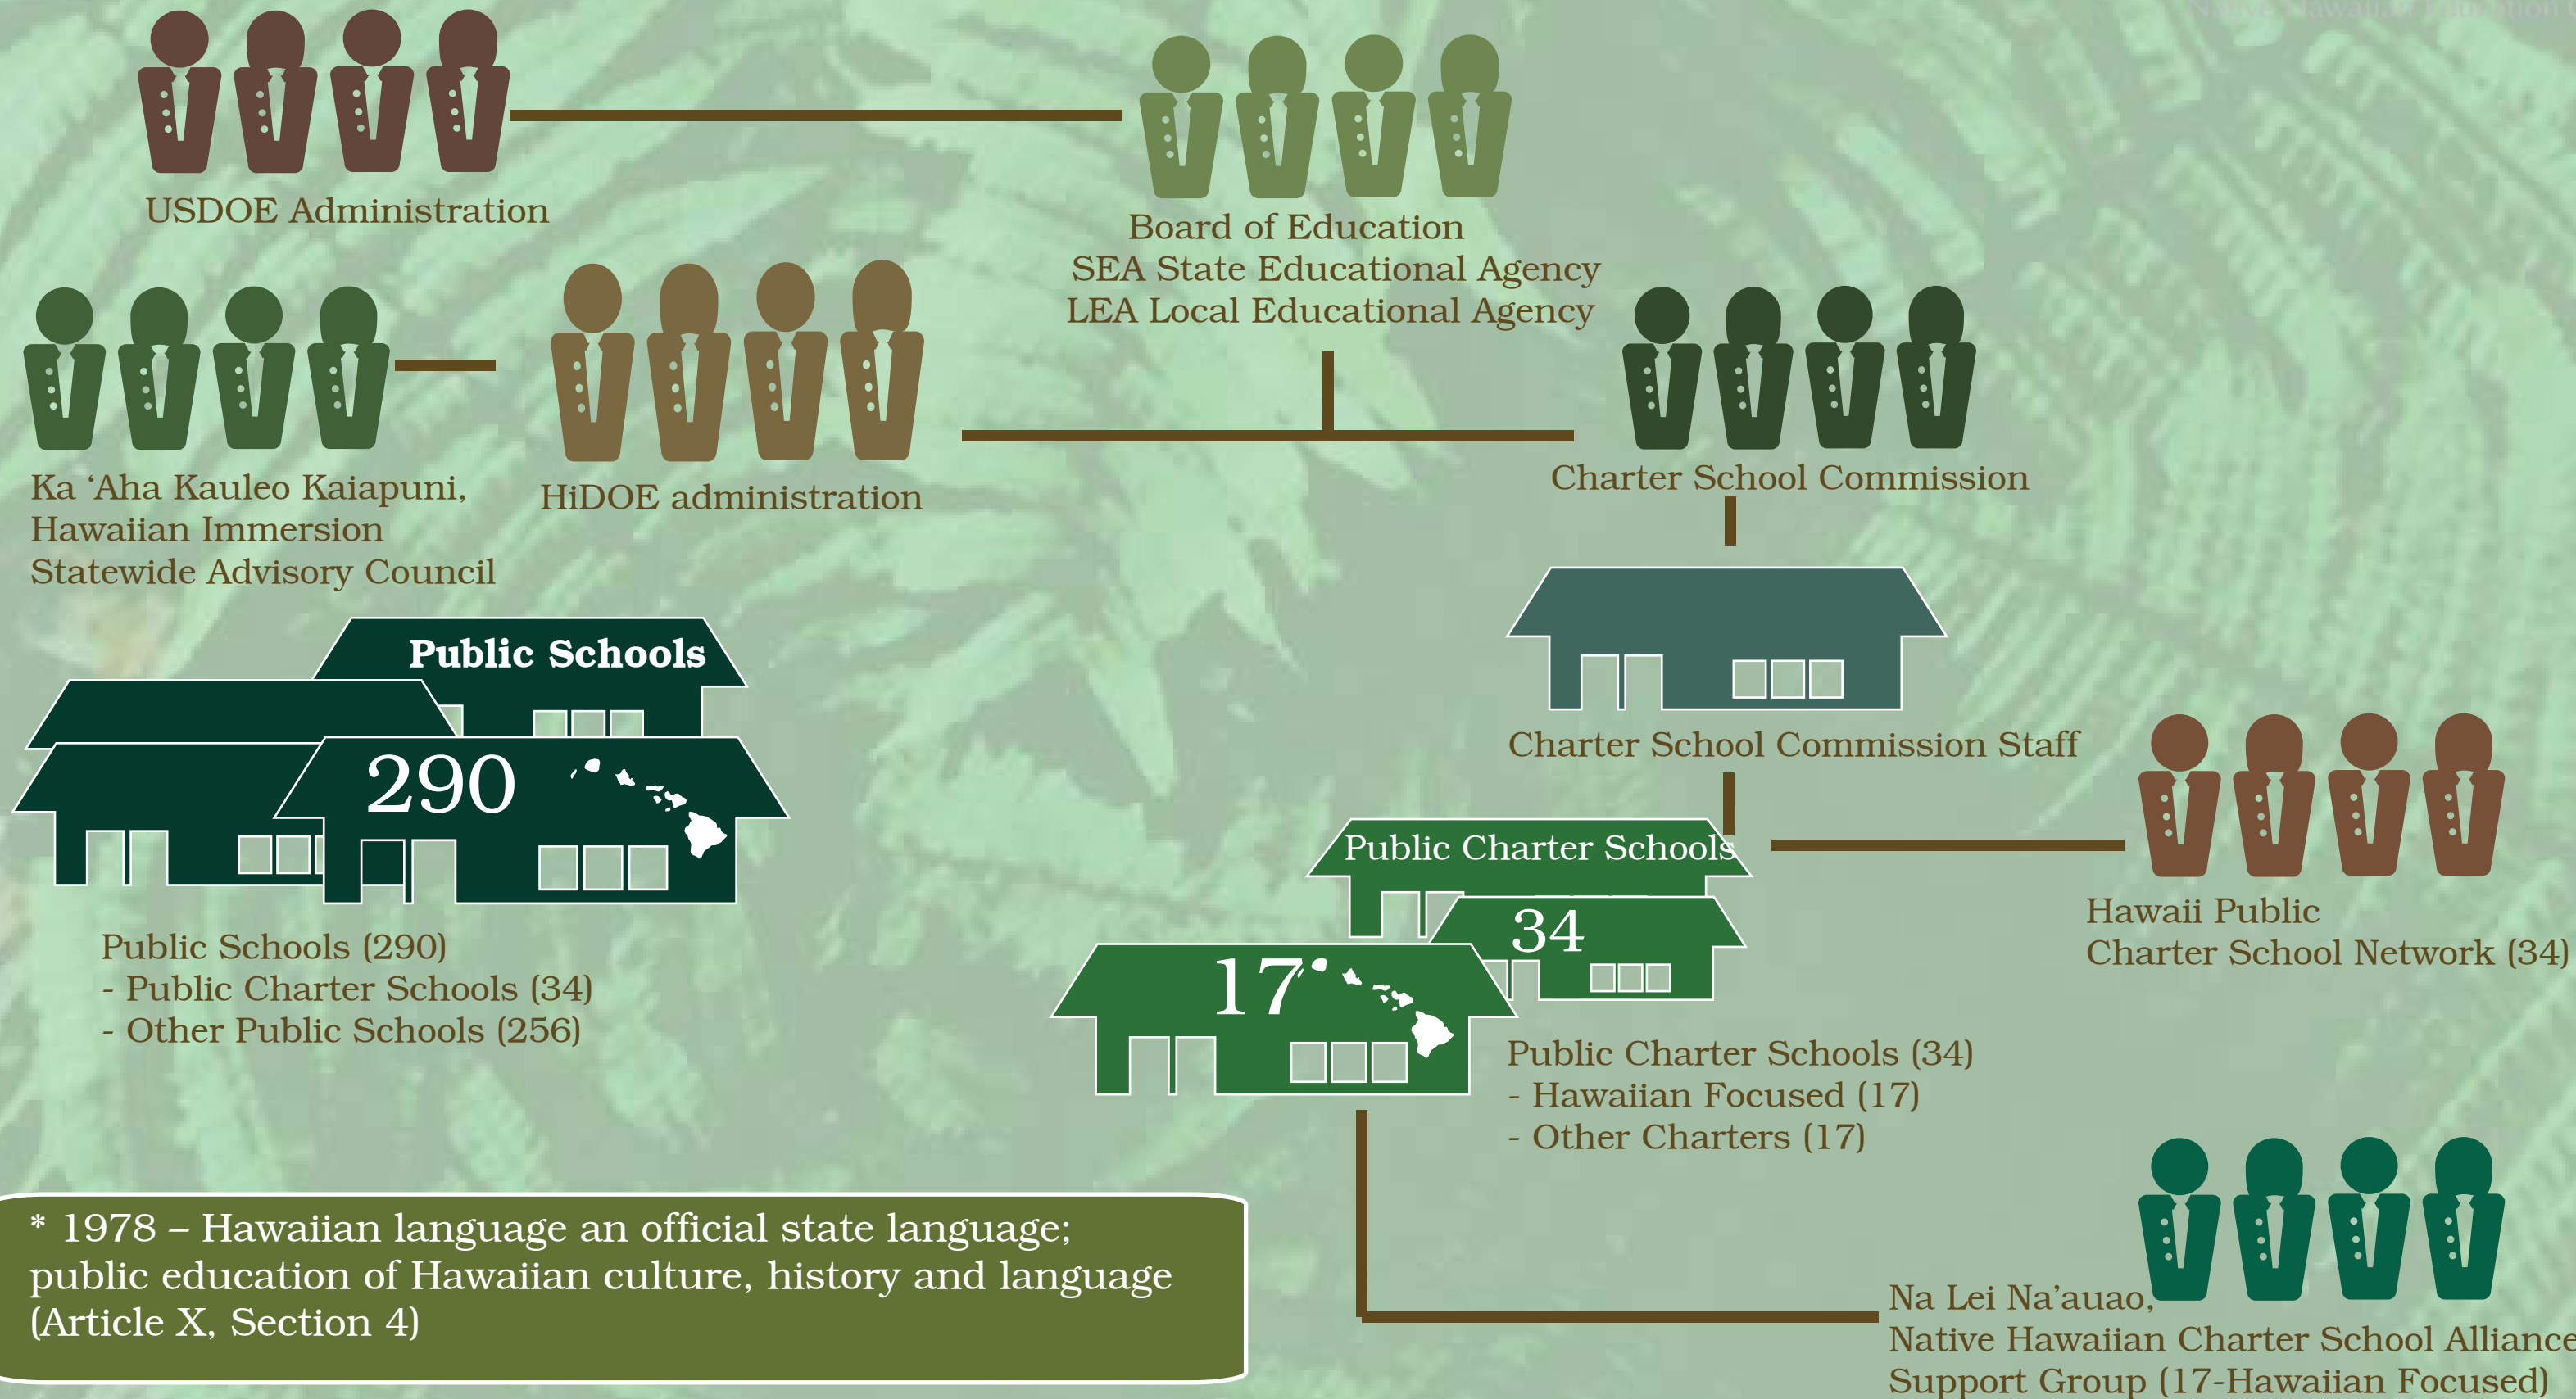 Native Hawaiian Education
USDOE Administration
Board of Education
SEA State Educational Agency
LEA Local Educational Agency
Ka ‘Aha Kauleo Kaiapuni,
Hawaiian Immersion
Statewide Advisory Council
HiDOE administration
Charter School Commission
Public Schools
290
Public Schools (290)
- Public Charter Schools (34)
- Other Public Schools (256)
Charter School Commission Staff
Public Charter Schools
34
17
Hawaii Public
Charter School Network (34)
Public Charter Schools (34)
- Hawaiian Focused (17)
- Other Charters (17)
* 1978 – Hawaiian language an official state language;
public education of Hawaiian culture, history and language
(Article X, Section 4)
Na Lei Na’auao,
Native Hawaiian Charter School Alliance
Support Group (17-Hawaiian Focused)